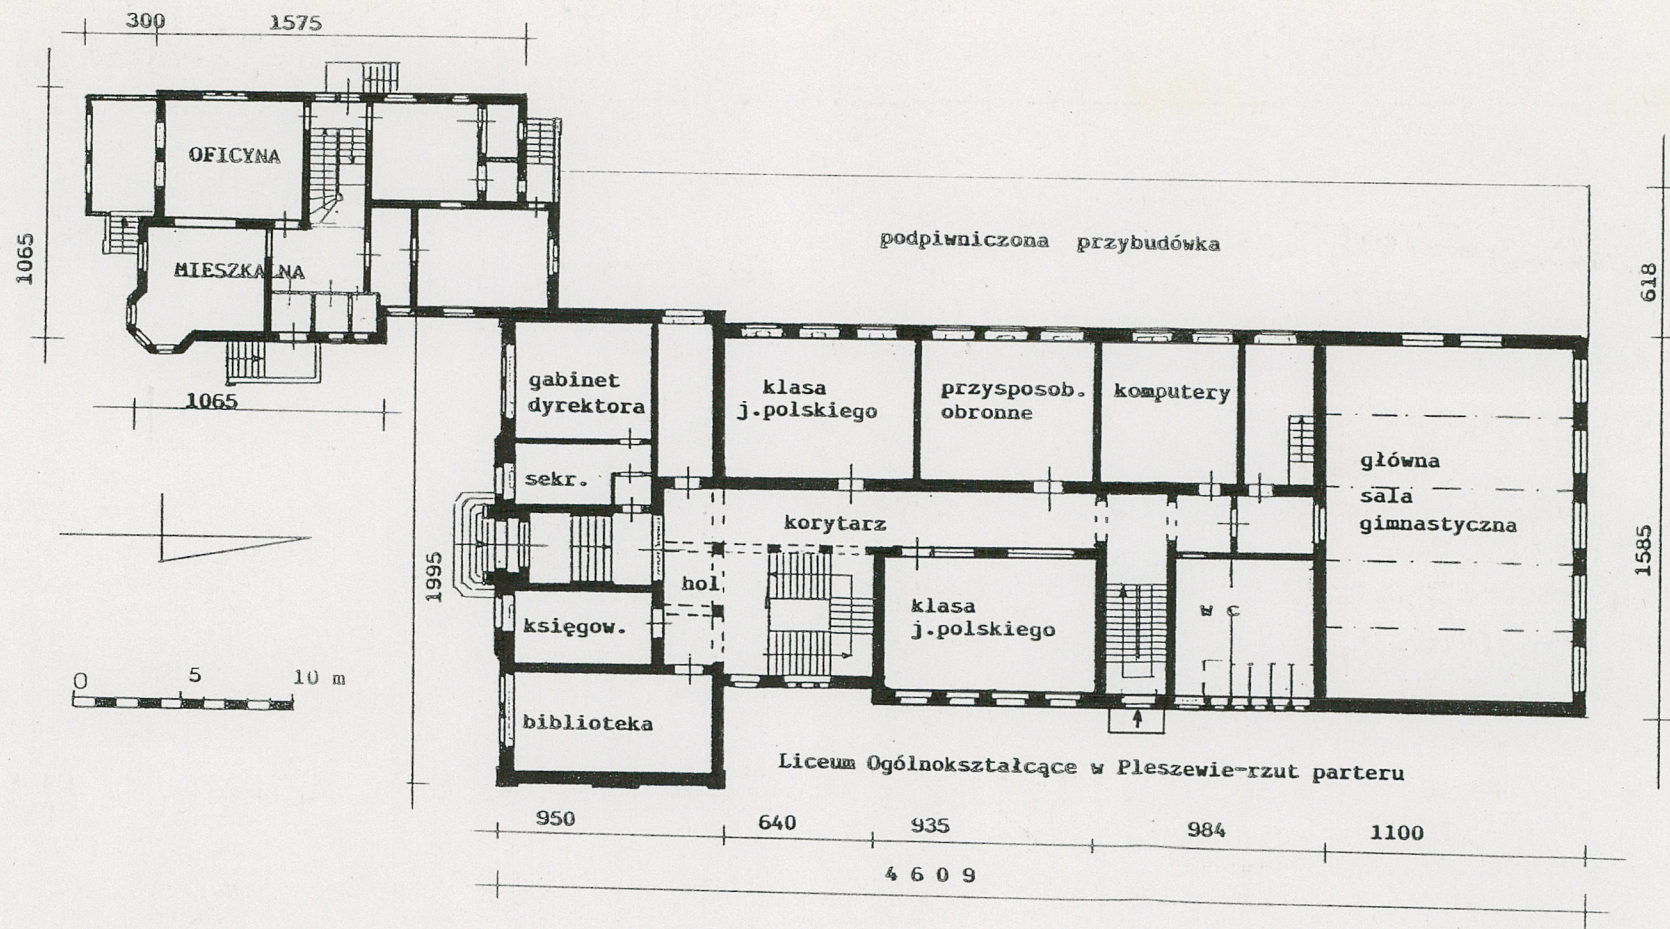 300 1575
OFICYNA
MIESZKALNA
1065
1065
podpiwniczona przybudówka
618
1585
gabinet
dyrektora
sekr.
klasa
j.polskiego
przysposob.
obronne
komputery
główna
sala
gimnastyczna
korytarz
hol
1995
księgow.
klasa
j.polskiego
w c
biblioteka
0 5 10 m
Liceum Ogólnokształcące w Pleszewie-rzut parteru
950 640 935 984 1100
4609